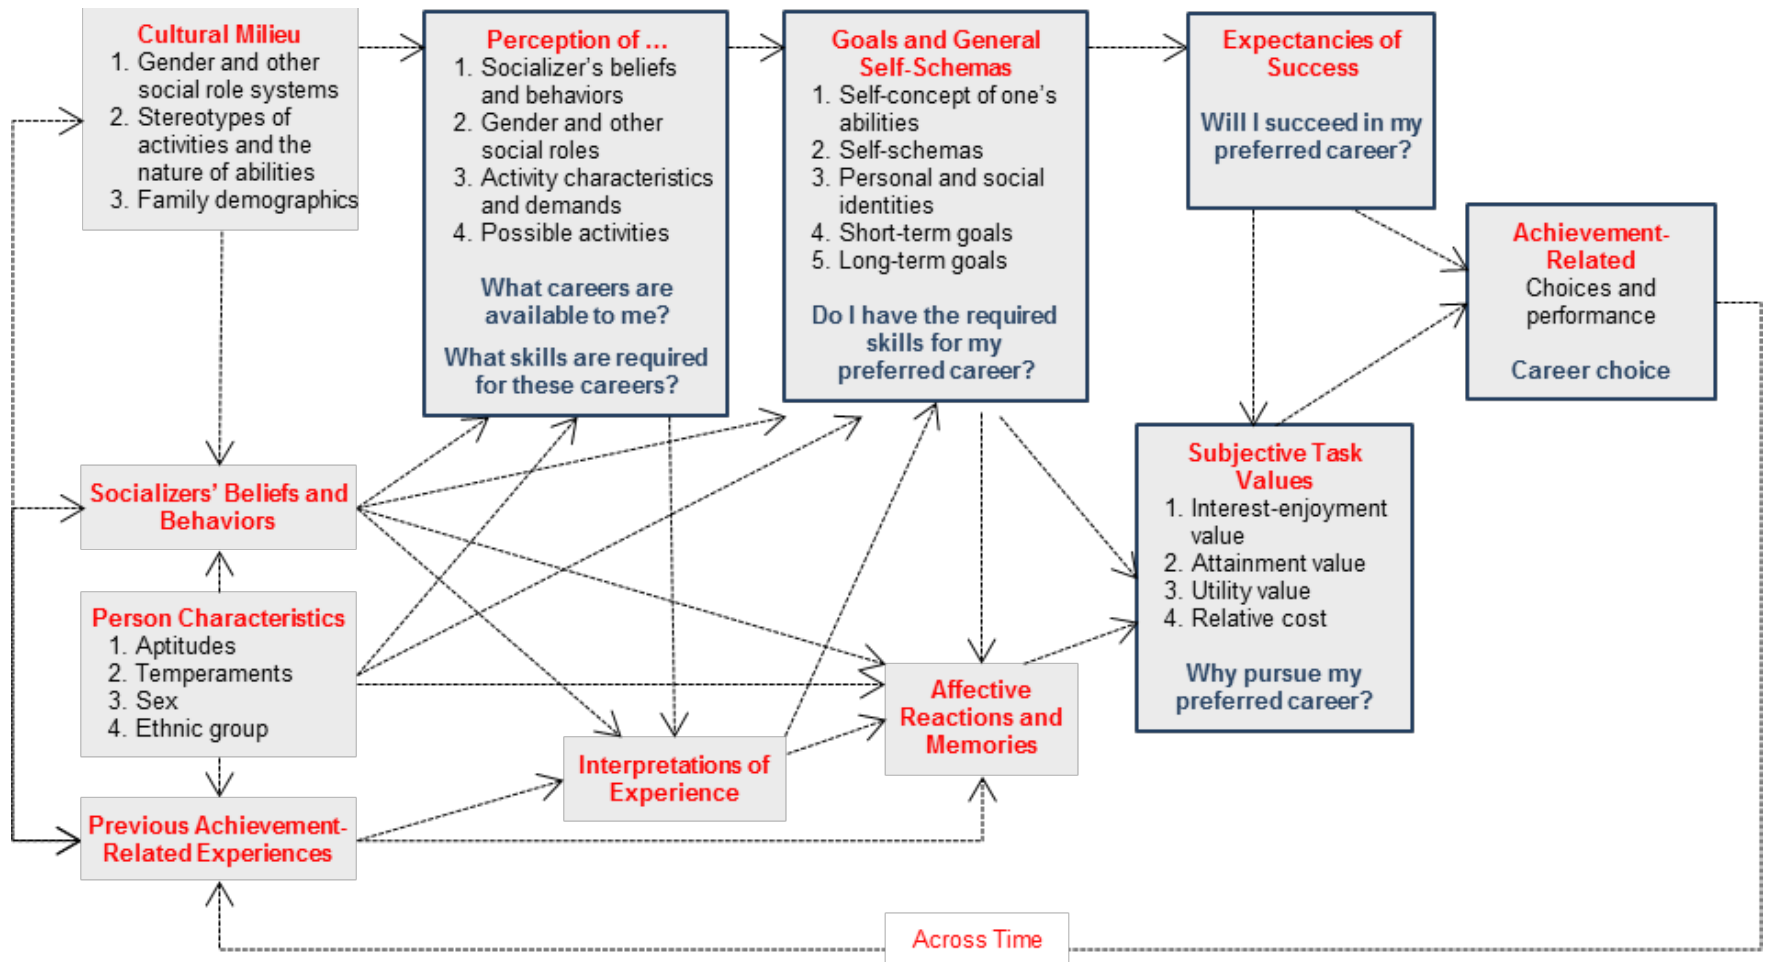 Cultural Milieu
1. Gender and other
social role systems
2. Stereotypes of
activities and the
nature of abilities
3. Family demographics
Perception of …
1. Socializer’s beliefs
and behaviors
2. Gender and other
social roles
3. Activity characteristics
and demands
4. Possible activities
What careers are
available to me?
What skills are required
for these careers?
Goals and General
Self-Schemas
1. Self-concept of one’s
abilities
2. Self-schemas
3. Personal and social
identities
4. Short-term goals
5. Long-term goals
Do I have the required
skills for my
preferred career?
Expectancies of
Success
Will I succeed in my
preferred career?
Achievement-
Related
Choices and
performance
Career choice
Socializers’ Beliefs and
Behaviors
Person Characteristics
1. Aptitudes
2. Temperaments
3. Sex
4. Ethnic group
Previous Achievement-
Related Experiences
Interpretations of
Experience
Affective
Reactions and
Memories
Subjective Task
Values
1. Interest-enjoyment
value
2. Attainment value
3. Utility value
4. Relative cost
Why pursue my
preferred career?
Across Time